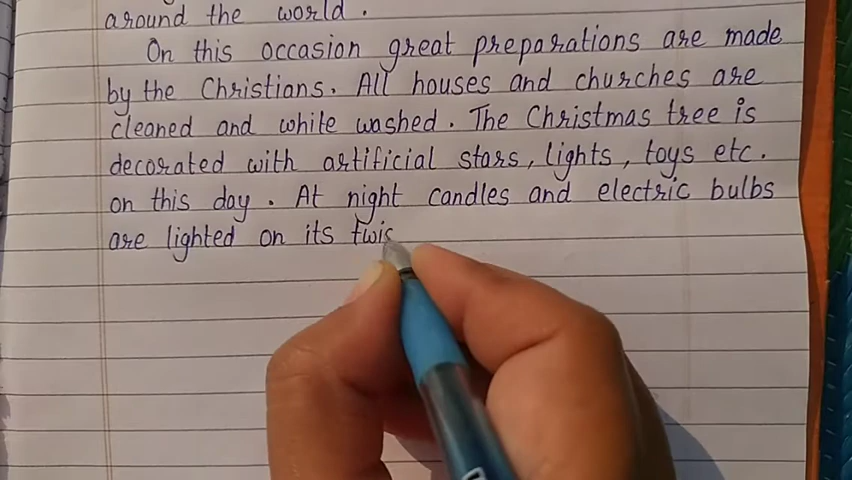 around the world.
On this occasion great preparations are made
by the Christians. All houses and churches are
cleaned and white washed. The Christmas tree is
decorated with artificial stars, lights, toys etc.
on this day. At night candles and electric bulbs
are lighted on its twis